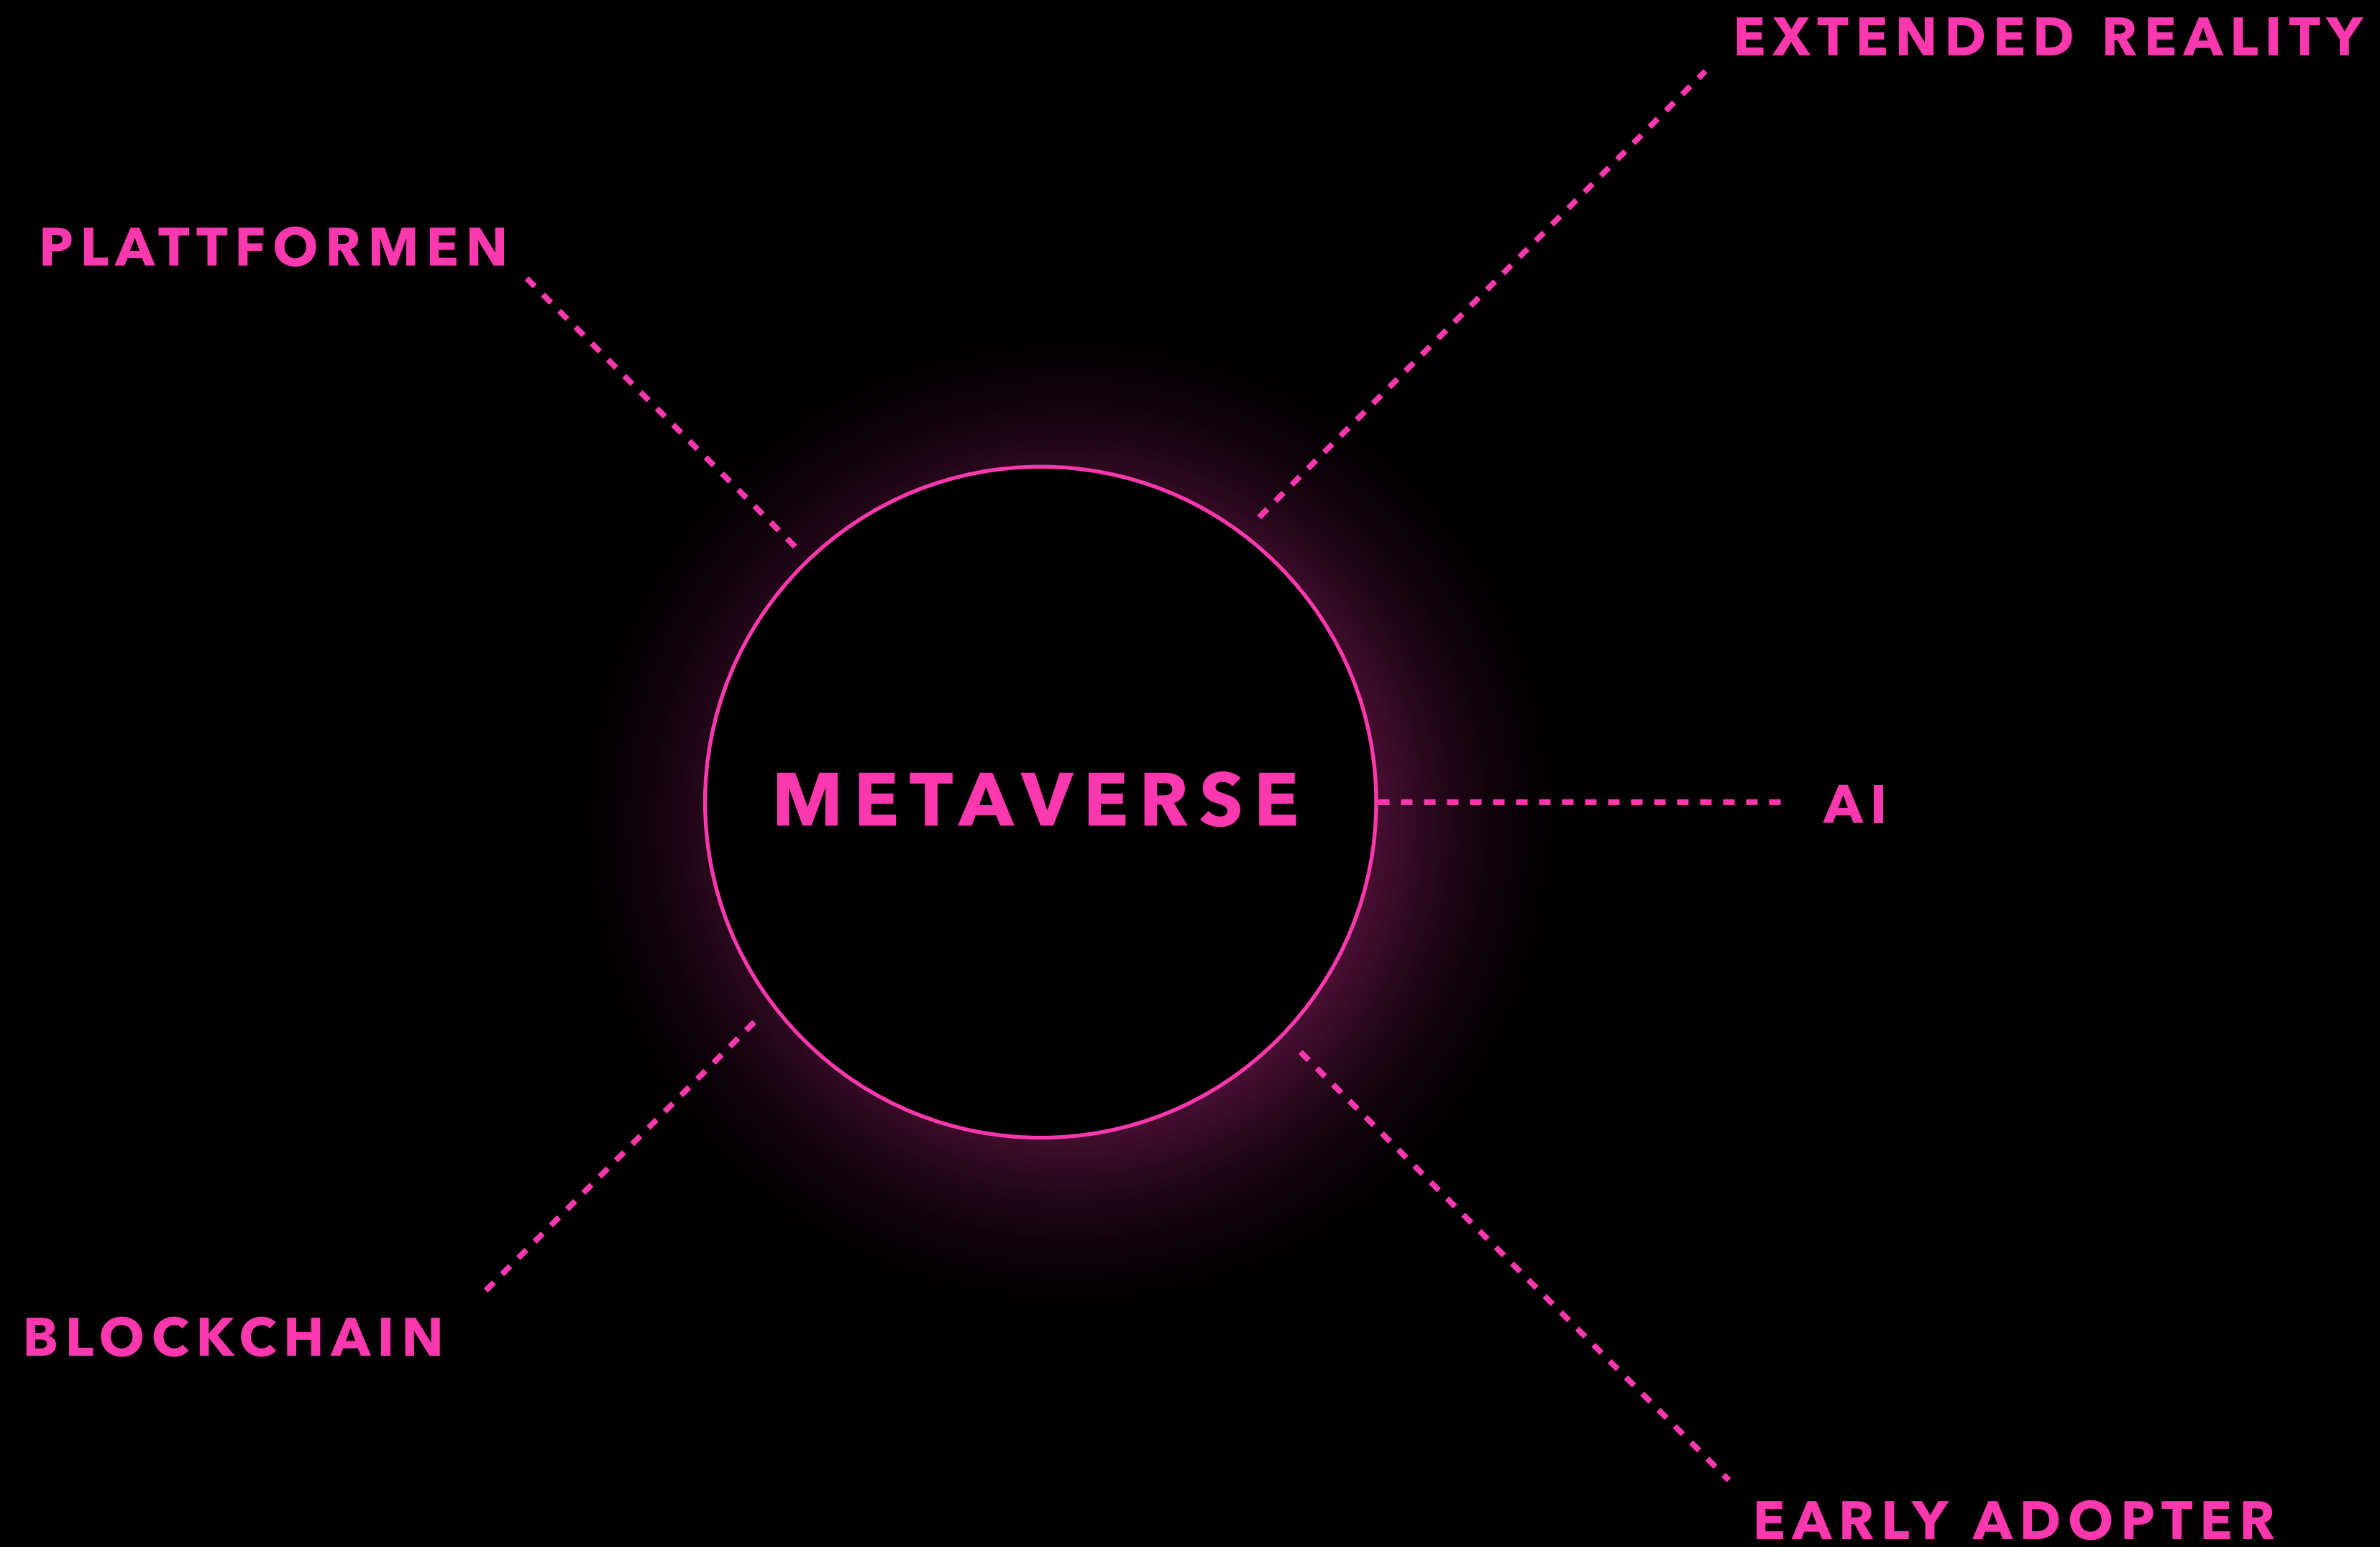 EXTENDED REALITY
PLATTFORMEN
METAVERSE
AI
BLOCKCHAIN
EARLY ADOPTER